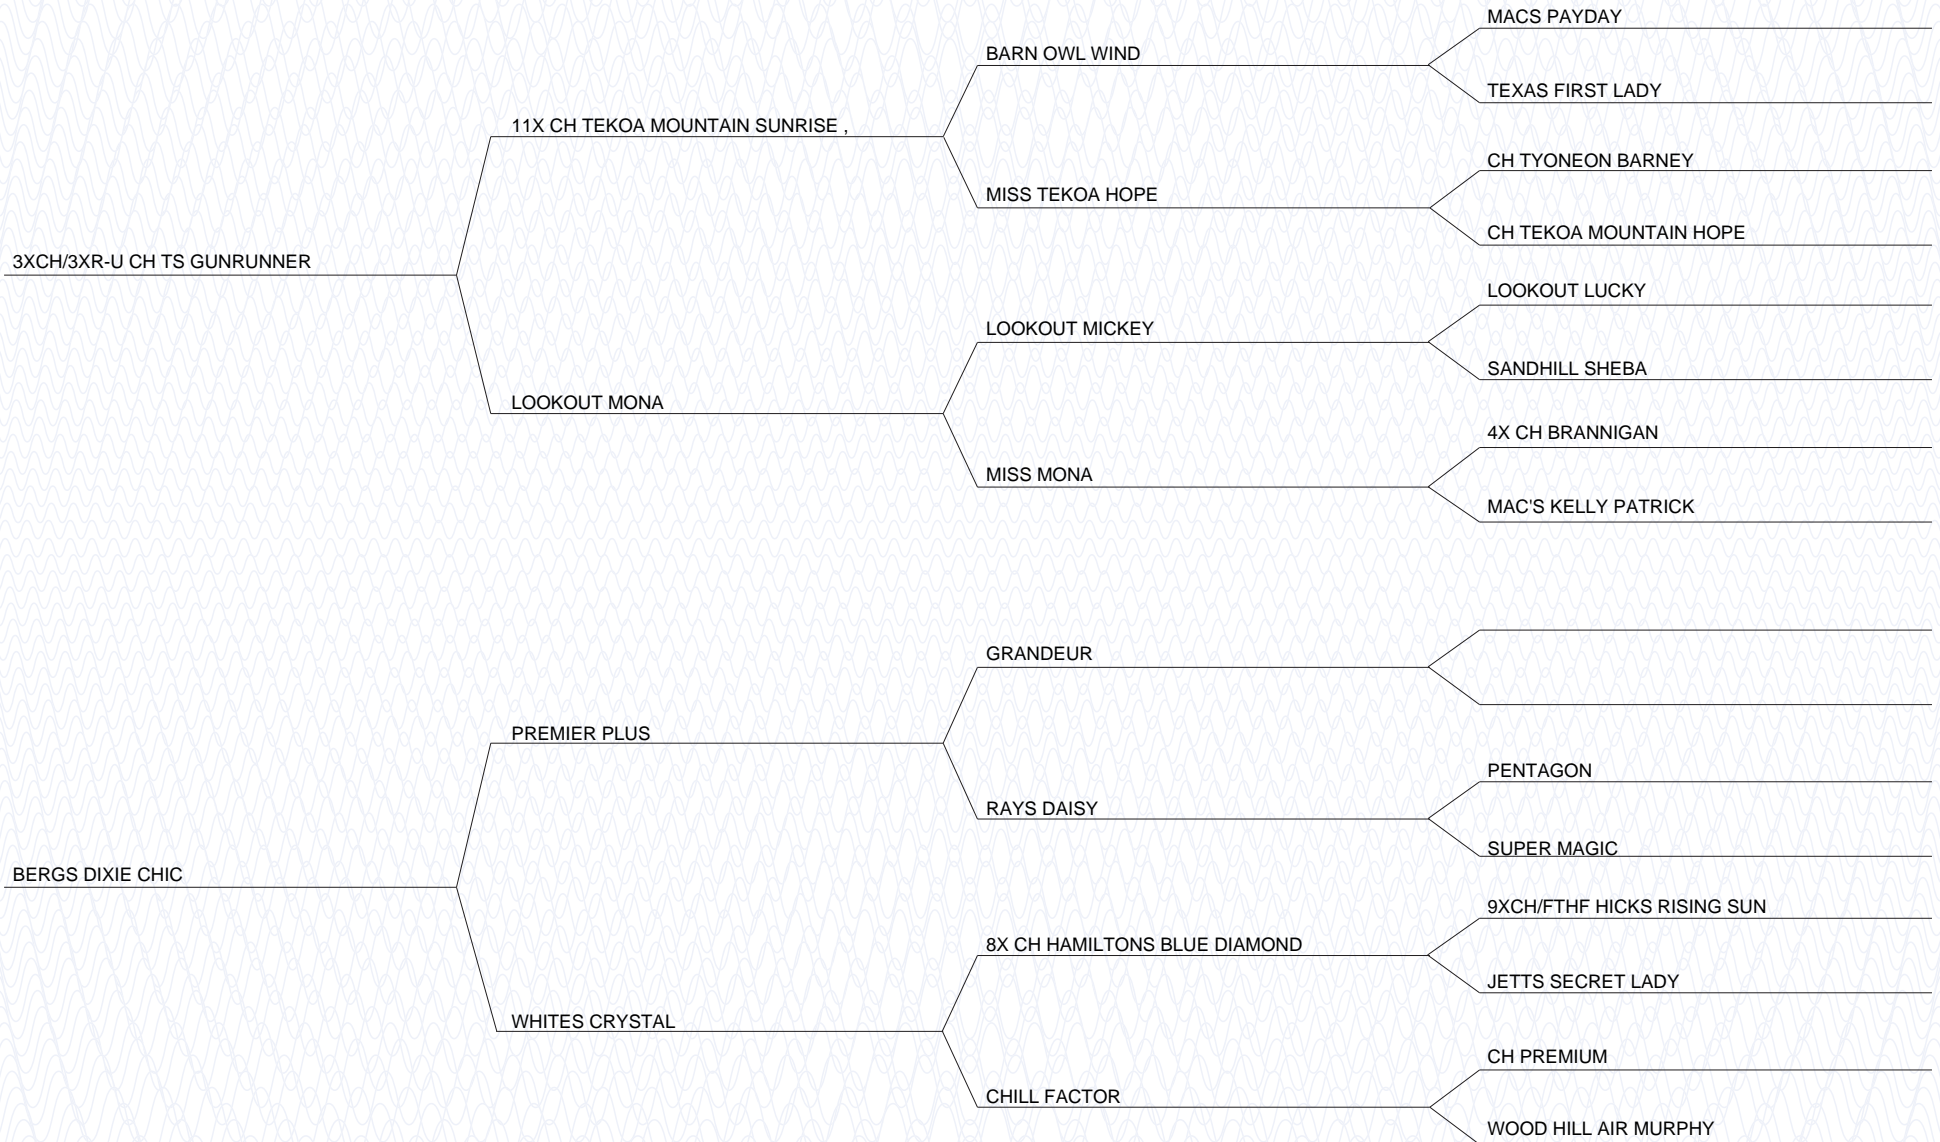 MACS PAYDAY
BARN OWL WIND
TEXAS FIRST LADY
11X CH TEKOA MOUNTAIN SUNRISE ,
CH TYONEON BARNEY
MISS TEKOA HOPE
CH TEKOA MOUNTAIN HOPE
3XCH/3XR-U CH TS GUNRUNNER
LOOKOUT LUCKY
LOOKOUT MICKEY
SANDHILL SHEBA
LOOKOUT MONA
4X CH BRANNIGAN
MISS MONA
MAC'S KELLY PATRICK
GRANDEUR
PREMIER PLUS
PENTAGON
RAYS DAISY
SUPER MAGIC
BERGS DIXIE CHIC
9XCH/FTHF HICKS RISING SUN
8X CH HAMILTONS BLUE DIAMOND
JETTS SECRET LADY
WHITES CRYSTAL
CH PREMIUM
CHILL FACTOR
WOOD HILL AIR MURPHY